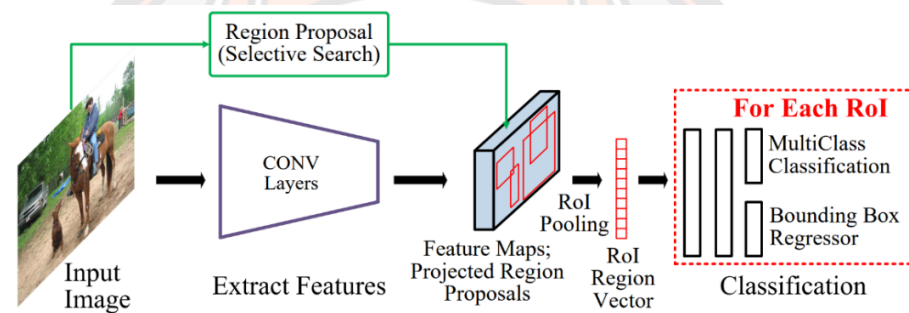 Region Proposal
(Selective Search)
For Each RoI
CONV
Layers
MultiClass
Classification
RoI
Pooling
Bounding Box
Regressor
Input
Image
Extract Features
Feature Maps;
Projected Region
Proposals
RoI
Region
Vector
Classification